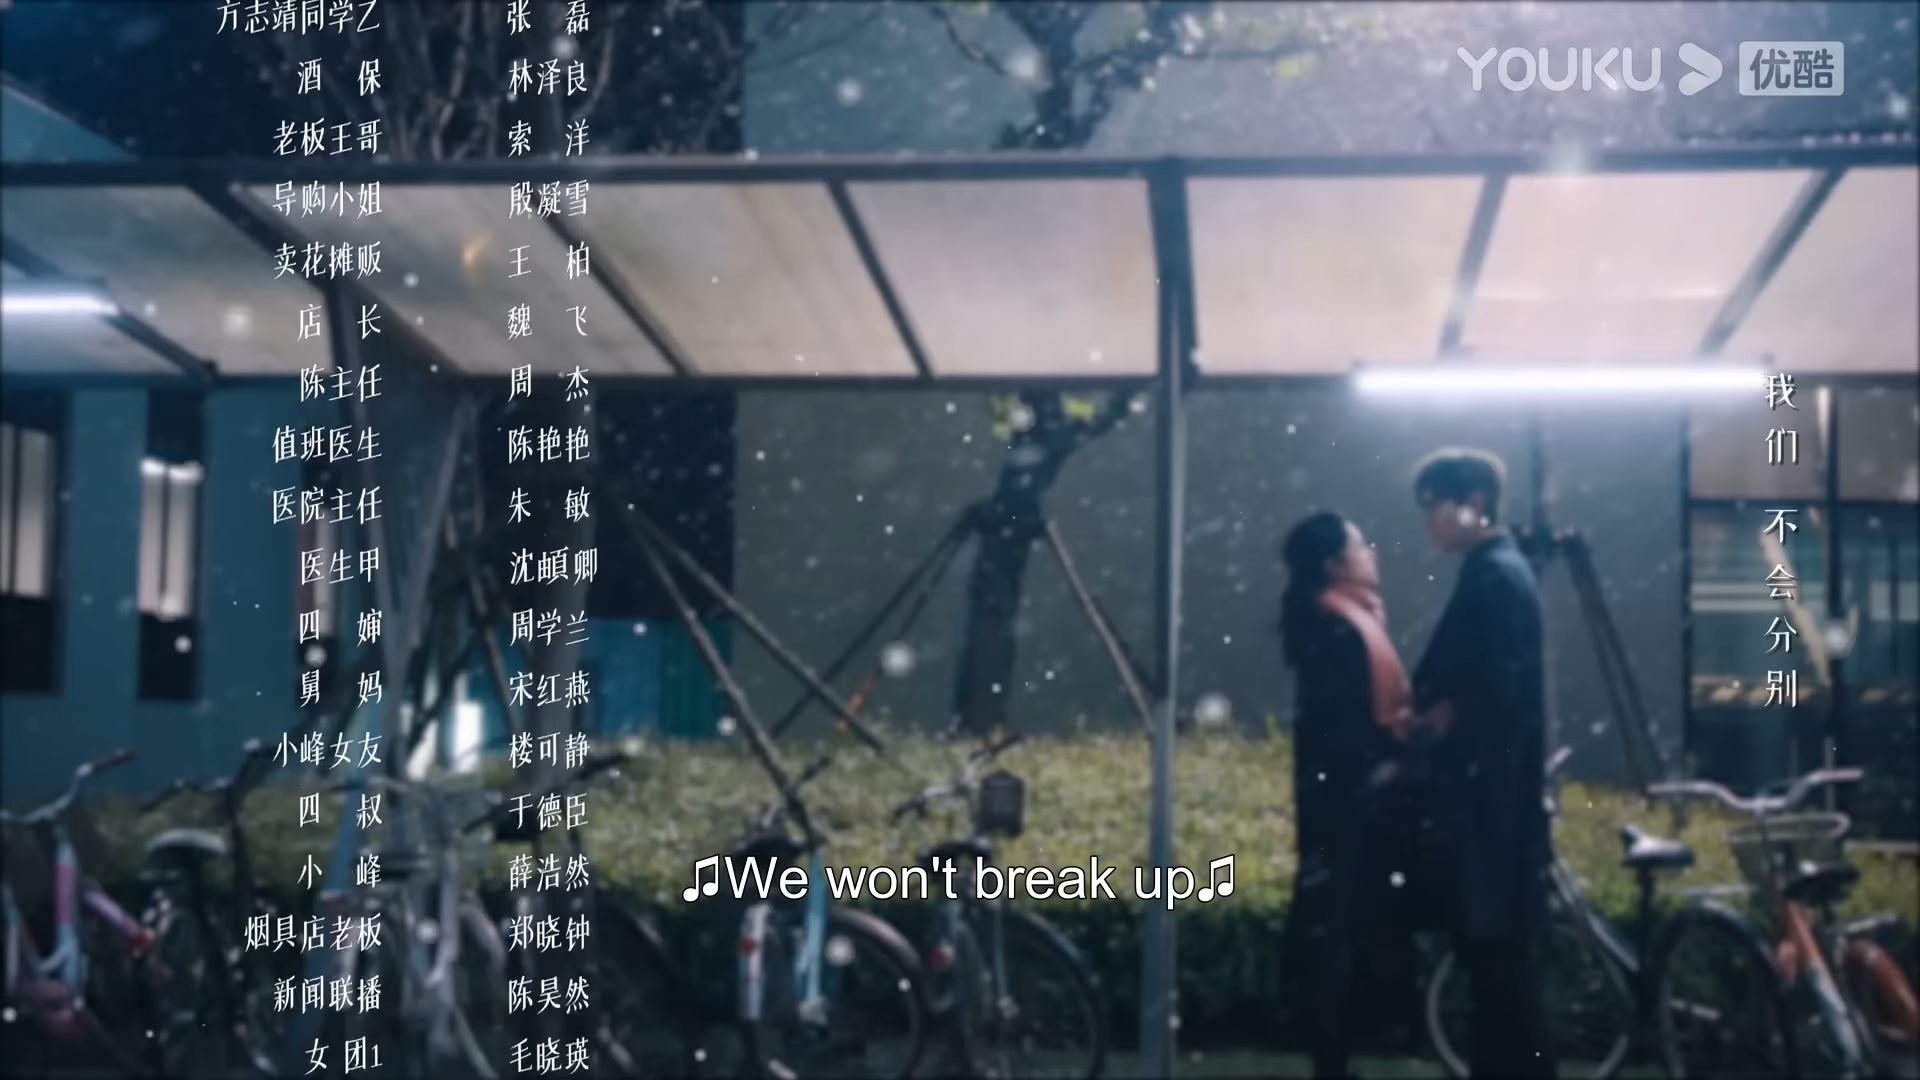 方志靖同学乙 张磊
YOUKU 优酷
酒保 林泽良
老板王哥 索洋
导购小姐 殷凝雪
卖花摊贩 王柏
店长 魏飞
陈主任 周杰
值班医生 陈艳艳
医院主任 朱敏
医生甲 沈頔卿
四婶 周学兰
舅妈 宋红燕
小峰女友 楼可静
四叔 于德臣
小峰 薛浩然
烟具店老板 郑晓钟
新闻联播 陈昊然
女团1 毛晓瑛
我们 不会分别
♫We won't break up♫